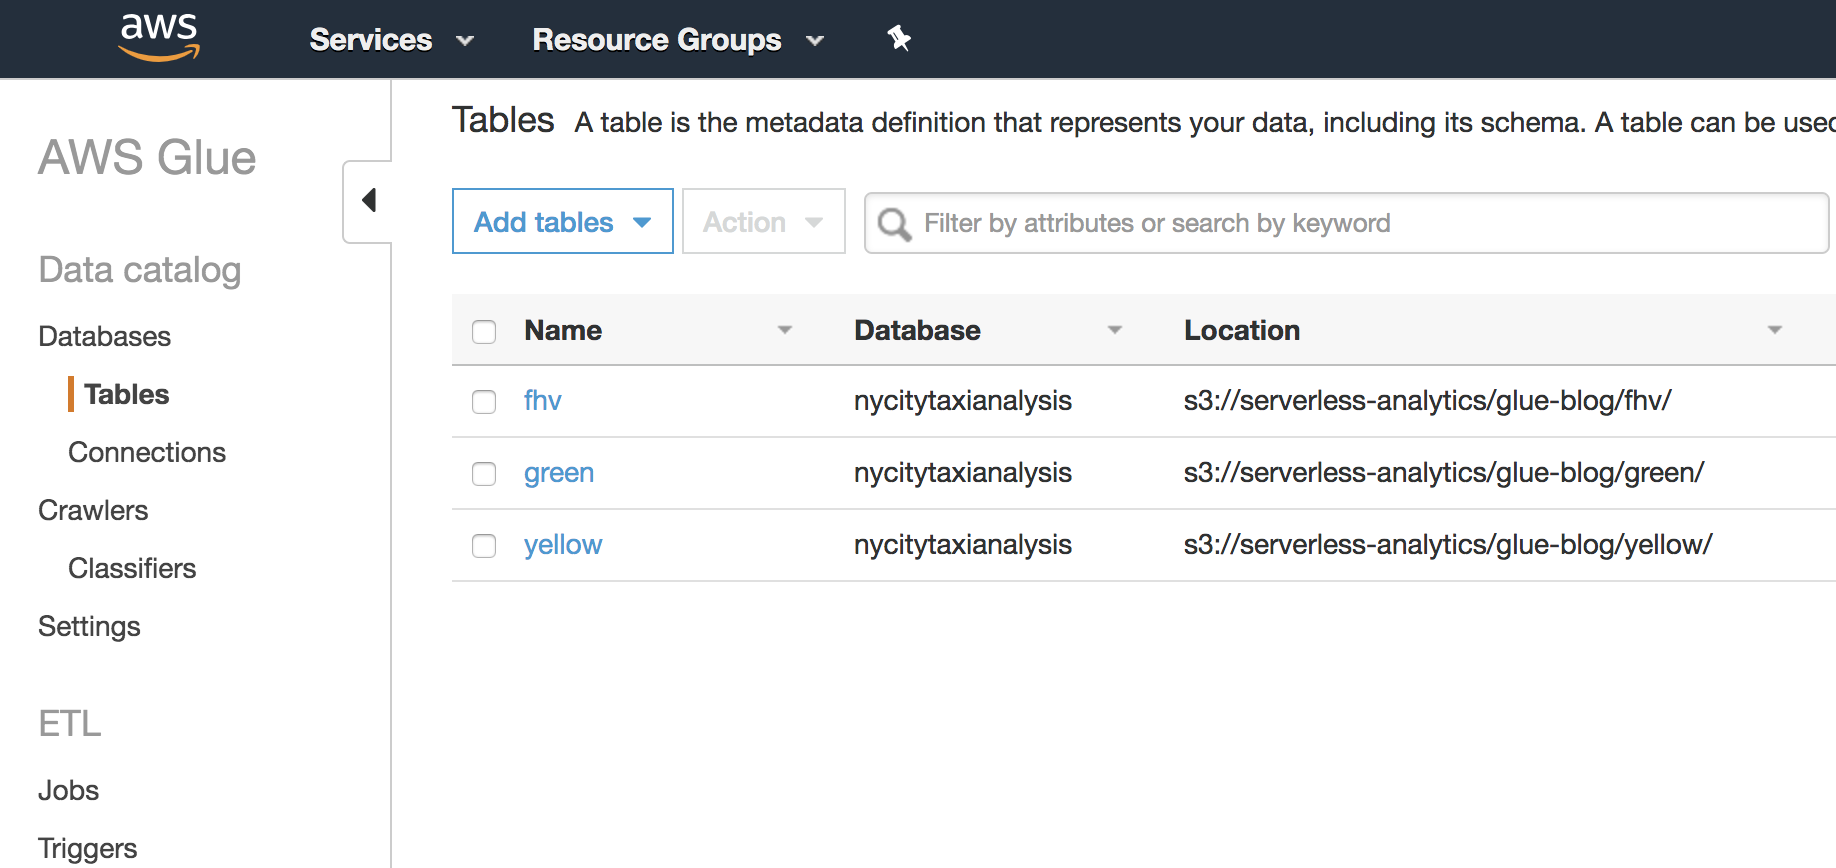 aws Services Resource Groups
AWS Glue
Data catalog
Databases
Tables
Connections
Crawlers
Classifiers
Settings
ETL
Jobs
Triggers
Tables A table is the metadata definition that represents your data, including its schema. A table can be used
Add tables Action Filter by attributes or search by keyword
Name Database Location
fhv nycitytaxianalysis s3://serverless-analytics/glue-blog/fhv/
green nycitytaxianalysis s3://serverless-analytics/glue-blog/green/
yellow nycitytaxianalysis s3://serverless-analytics/glue-blog/yellow/